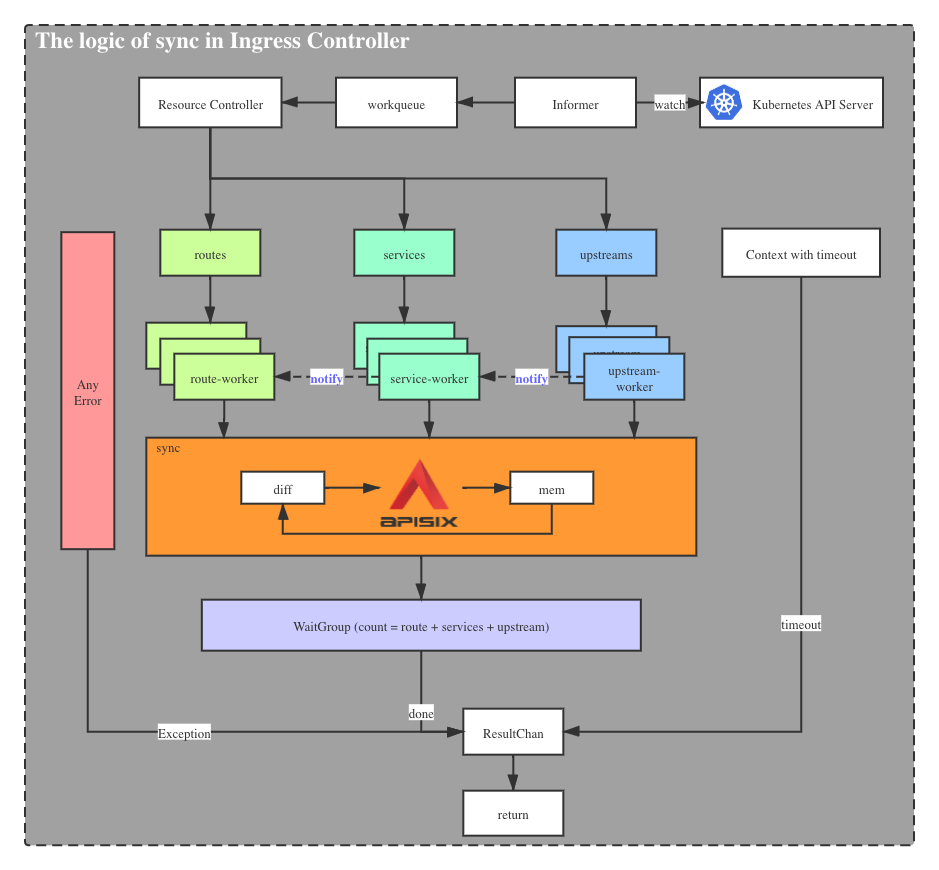 The logic of sync in Ingress Controller
Resource Controller
workqueue
Informer
watch
Kubernetes API Server
routes
services
upstreams
Context with timeout
Any
Error
route-worker
notify
service-worker
notify
upstream-
worker
sync
diff
APISIX
mem
WaitGroup (count = route + services + upstream)
timeout
done
Exception
ResultChan
return